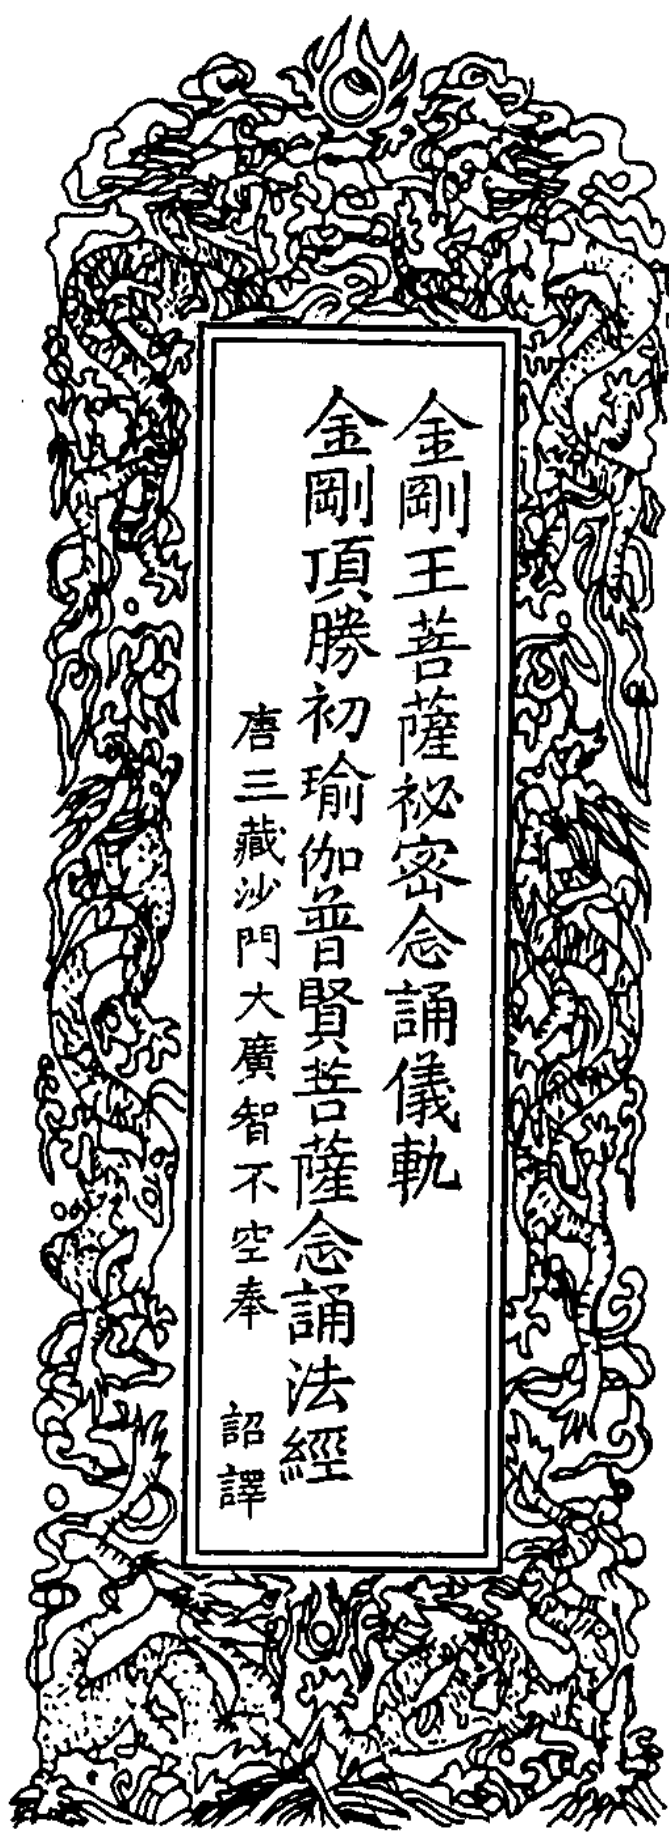 金剛王菩薩祕密念誦儀軌
金剛頂勝初瑜伽普賢菩薩念誦法經
唐三藏沙門大廣智不空奉 詔譯